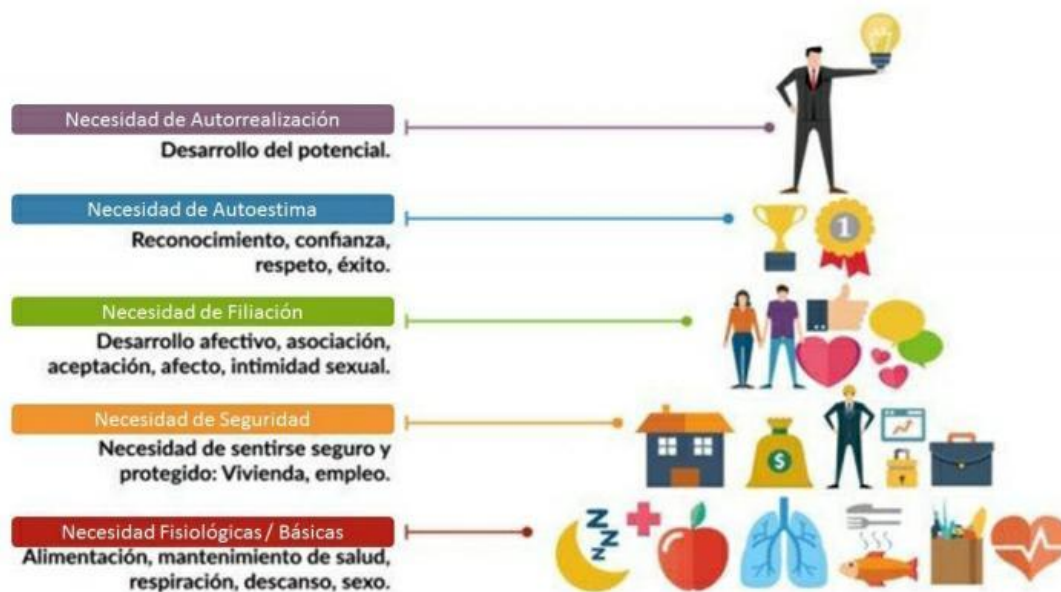 Necesidad de Autorrealización
Desarrollo del potencial.
Necesidad de Autoestima
Reconocimiento, confianza,
respeto, éxito.
1
Necesidad de Filiación
Desarrollo afectivo, asociación,
aceptación, afecto, intimidad sexual.
Necesidad de Seguridad
Necesidad de sentirse seguro y
protegido: Vivienda, empleo.
$
Necesidad Fisiológicas / Básicas
Alimentación, mantenimiento de salud,
respiración, descanso, sexo.
zzZZ